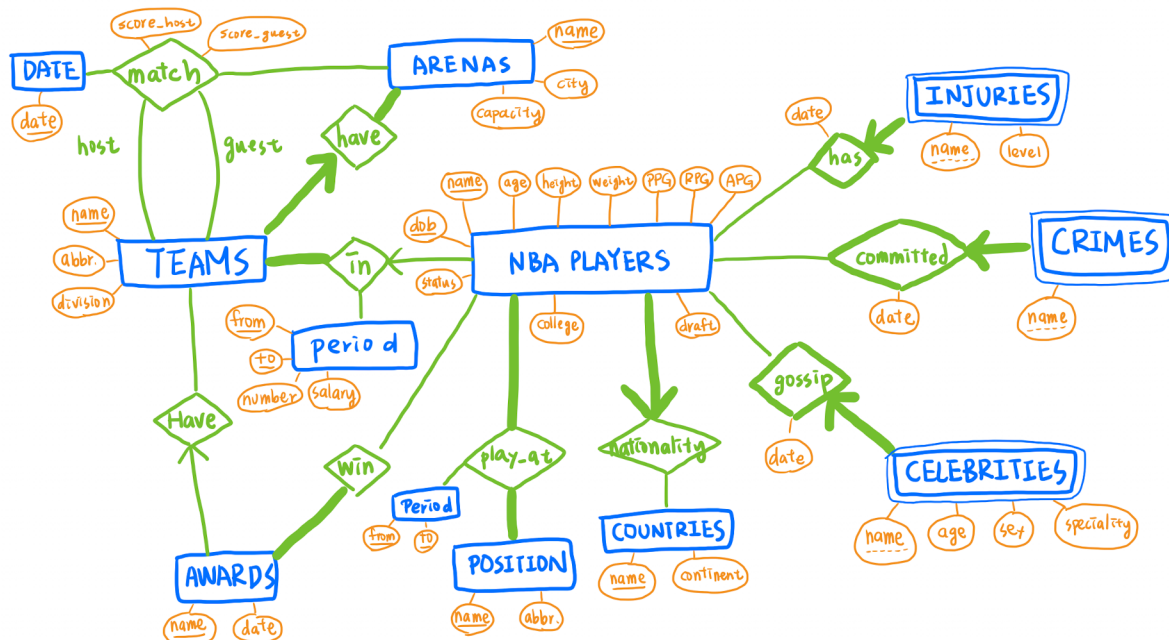 score_host
score_guest
DATE
match
ARENAS
name
city
capacity
date
host
guest
have
INJURIES
name
level
date
has
name
age
height
weight
PPG
RPG
APG
name
abbr.
division
TEAMS
in
dob
status
NBA PLAYERS
college
draft
committed
date
CRIMES
name
from
to
number
salary
period
gossip
date
Have
win
play_at
nationality
CELEBRITIES
name
age
sex
speciality
Period
from
to
AWARDS
name
date
POSITION
name
abbr.
COUNTRIES
name
continent